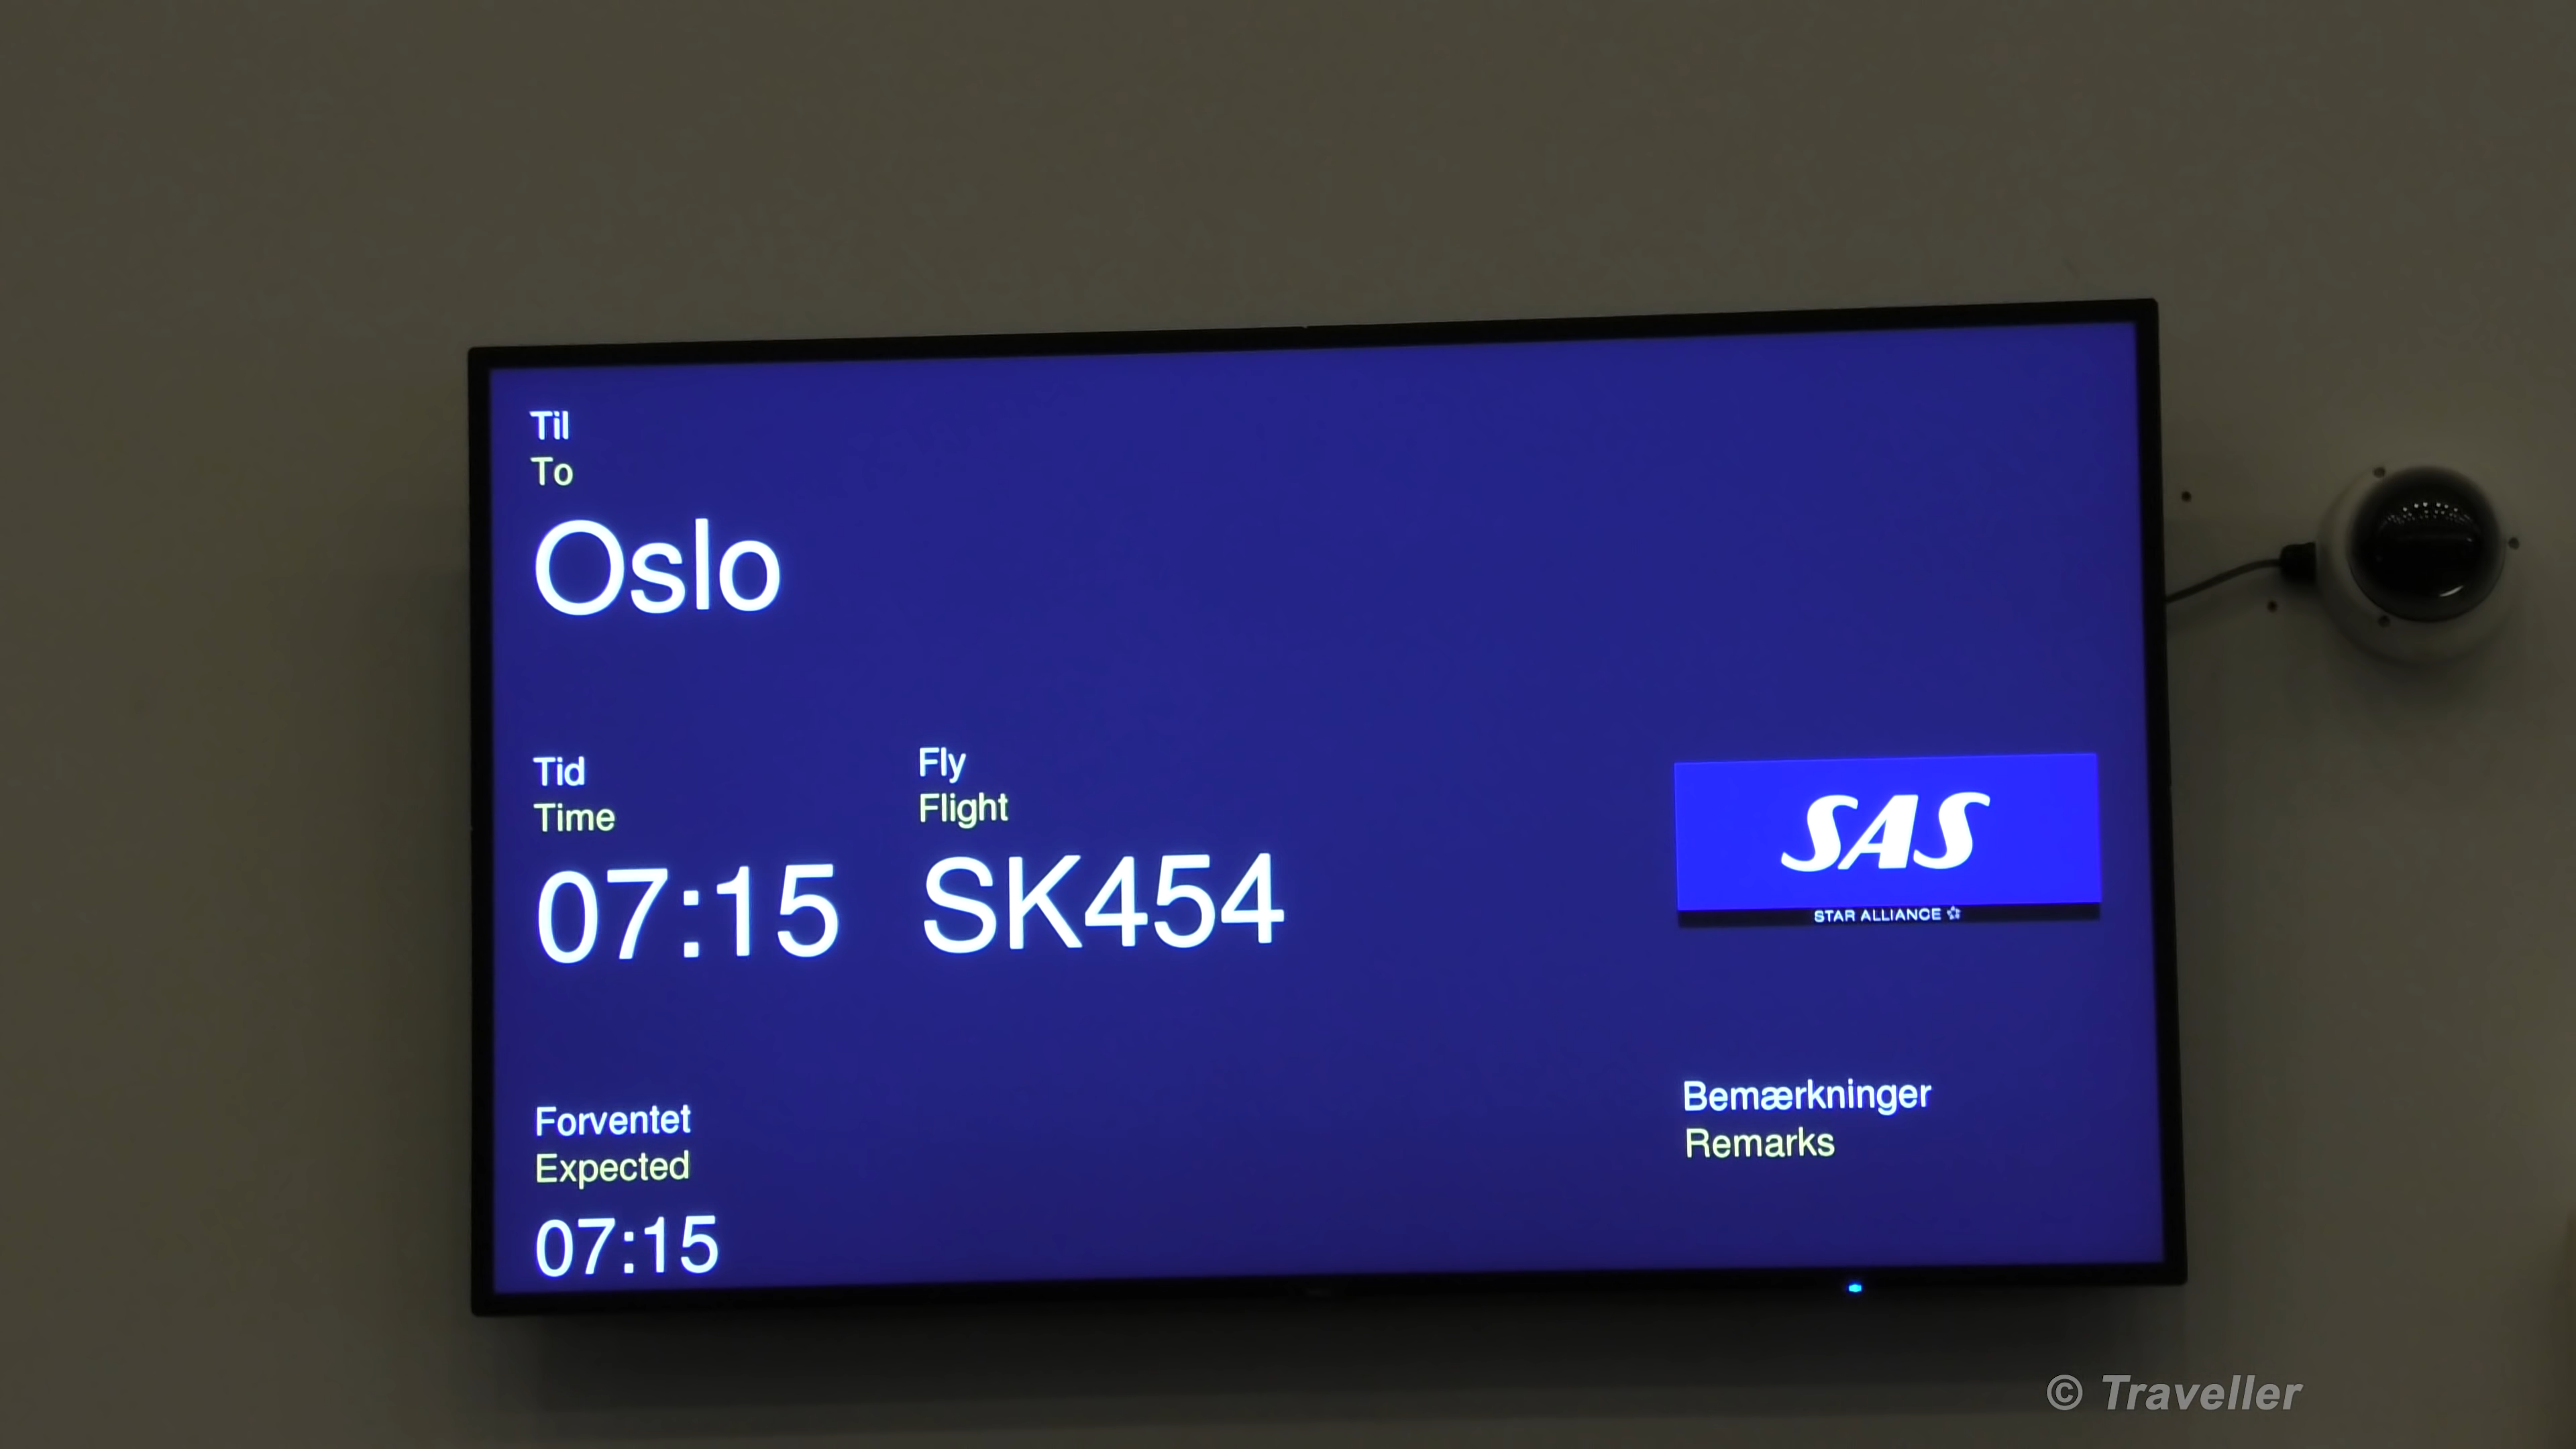 Til
To
Oslo
Tid
Time
07:15
Fly
Flight
SK454
SAS
STAR ALLIANCE
Forventet
Expected
07:15
Bemærkninger
Remarks
© Traveller